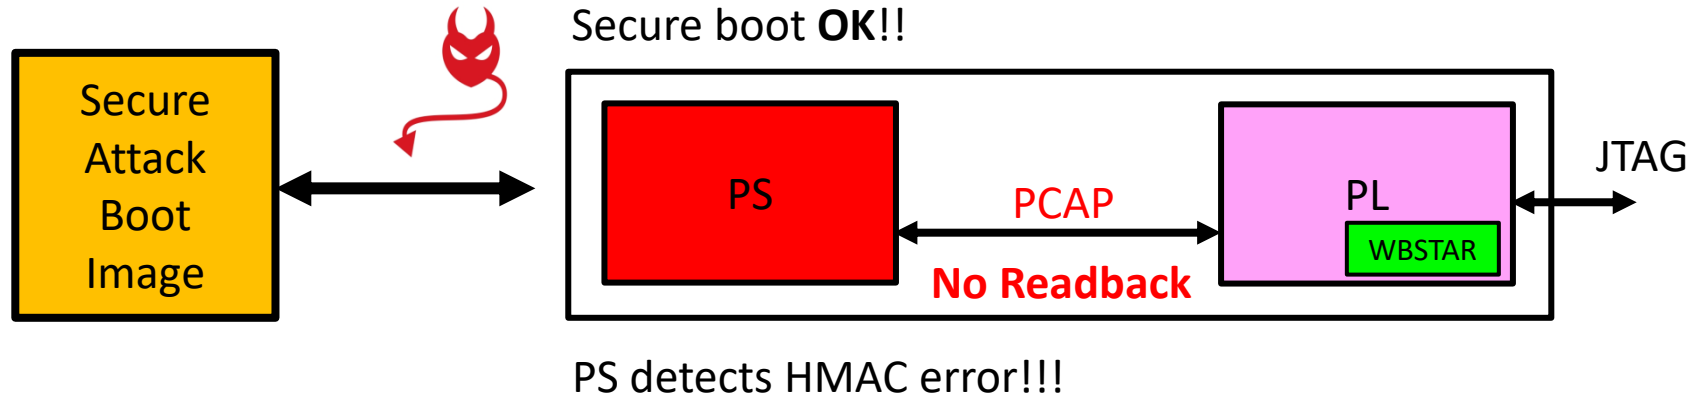 Secure boot OK!!
Secure
Attack
Boot
Image
PS
PCAP
No Readback
PL
WBSTAR
JTAG
PS detects HMAC error!!!